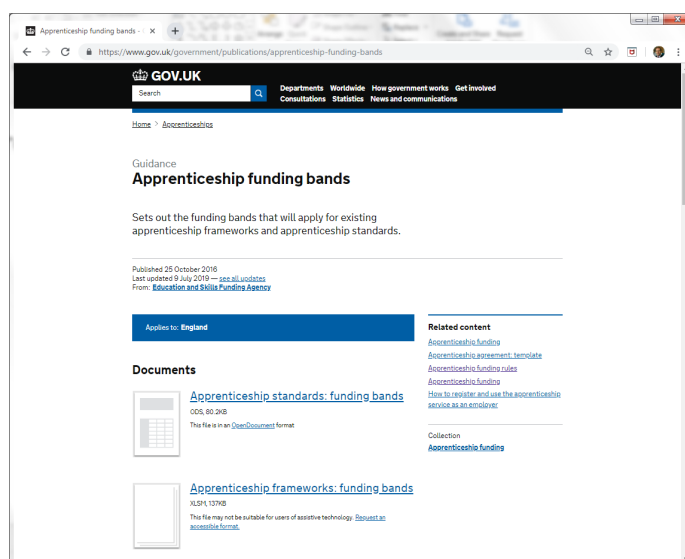 Apprenticeship funding bands -
https://www.gov.uk/government/publications/apprenticeship-funding-bands
GOV.UK
Search
Departments Worldwide How government works Get involved
Consultations Statistics News and communications
Home > Apprenticeships
Guidance
Apprenticeship funding bands
Sets out the funding bands that will apply for existing
apprenticeship frameworks and apprenticeship standards.
Published 25 October 2016
Last updated 9 July 2019 — see all updates
From: Education and Skills Funding Agency
Applies to: England
Documents
Apprenticeship standards: funding bands
ODS, 80.2KB
This file is in an OpenDocument format
Apprenticeship frameworks: funding bands
XLSM, 137KB
This file may not be suitable for users of assistive technology. Request an
accessible format.
Related content
Apprenticeship funding
Apprenticeship agreement: template
Apprenticeship funding rules
Apprenticeship funding
How to register and use the apprenticeship
service as an employer
Collection
Apprenticeship funding